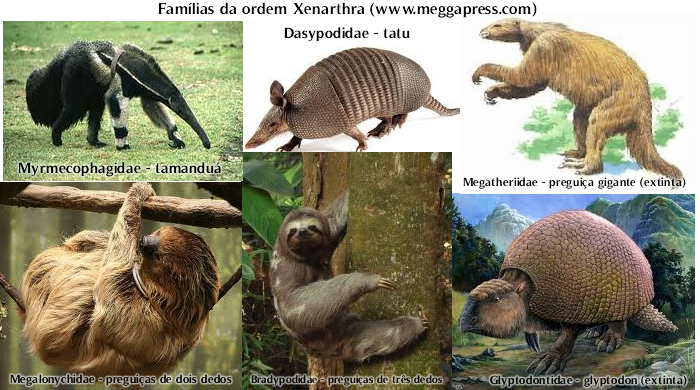 Famílias da ordem Xenarthra (www.meggapress.com)
Dasypodidae - tatu
Myrmecophagidae - tamanduá
Megatheriidae - preguiça gigante (extinta)
Megalonychidae - preguiças de dois dedos
Bradypodidae - preguiças de três dedos
Glyptodontidae - glyptodon (extinta)